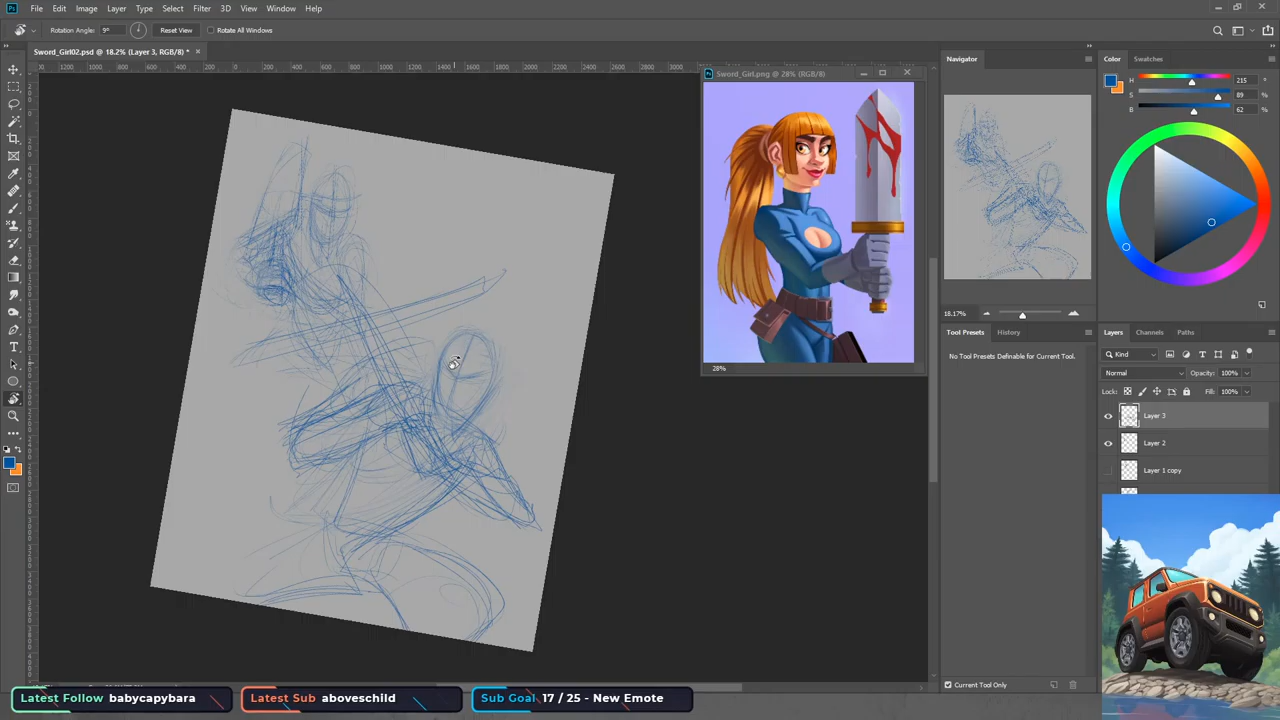 File Edit Image Layer Type Select Filter 3D View Window Help
Rotation Angle: 9° Reset View Rotate All Windows
Sword_Girl02.psd @ 18.2% (Layer 3, RGB/8) *
Sword_Girl.png @ 28% (RGB/8)
28%
Navigator
18.17%
Color Swatches
H 215 °
S 89 %
B 62 %
Tool Presets History
No Tool Presets Definable for Current Tool.
Current Tool Only
Layers Channels Paths
Kind
Normal Opacity: 100%
Lock: Fill: 100%
Layer 3
Layer 2
Layer 1 copy
Latest Follow babycapybara
Latest Sub aboveschild
Sub Goal 17 / 25 - New Emote